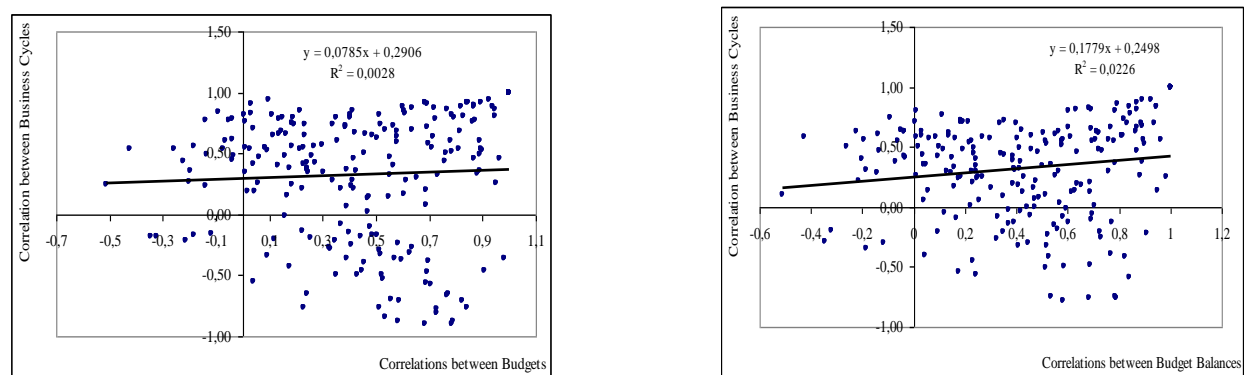 Correlation between Business Cycles
1,50
1,00
0,50
0,00
-0,50
-1,00
y = 0,0785x + 0,2906
R² = 0,0028
-0,7 -0,5 -0,3 -0,1 0,1 0,3 0,5 0,7 0,9 1,1
Correlations between Budgets
Correlation between Business Cycles
1,50
1,00
0,50
0,00
-0,50
-1,00
y = 0,1779x + 0,2498
R² = 0,0226
-0,6 -0,4 -0,2 0 0,2 0,4 0,6 0,8 1 1,2
Correlations between Budget Balances